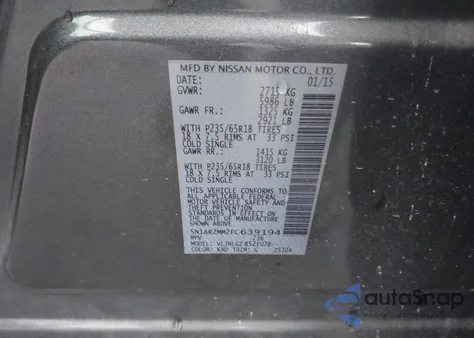 MFD BY NISSAN MOTOR CO., LTD.
DATE: 01/15
GVWR: 2715 KG
5986 LB
GAWR FR.: 1325 KG
2921 LB
WITH P235/65R18 TIRES
18 X 7.5 RIMS AT 33 PSI
COLD SINGLE
GAWR RR.: 1415 KG
3120 LB
WITH P235/65R18 TIRES
18 X 7.5 RIMS AT 33 PSI
COLD SINGLE
THIS VEHICLE CONFORMS TO
ALL APPLICABLE FEDERAL
MOTOR VEHICLE SAFETY AND
THEFT PREVENTION
STANDARDS IN EFFECT ON
THE DATE OF MANUFACTURE
SHOWN ABOVE.
639194
MPV
MODEL:
COLOR: KAD TRIM: G
autoSnap